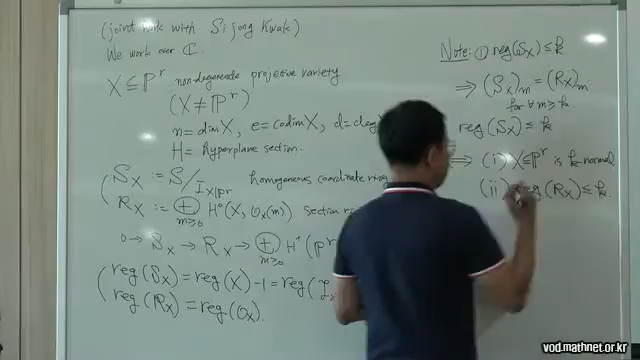 (joint work with Sijong Kwak)
We work over ℂ.
X ⊆ ℙ^r non-degenerate projective variety
(X ≠ ℙ^r)
n = dim X, e = codim X, d = deg
H = hyperplane section.
S_X := S/I_X|ℙ^r homogeneous coordinate ring
R_X := ⊕_{m≥0} H^0(X, O_X(m)) section
0 → S_X → R_X → ⊕_{m≥0} H^1(ℙ^r
reg(S_X) = reg(X) - 1 = reg(
reg(R_X) = reg(O_X).
Note: ① reg(S_X) ≤ k
⇒ (S_X)_m = (R_X)_m
for ∀ m ≥ k.
reg(S_X) ≤ k
⇒ (i) X ⊆ ℙ^r is k-normal
(ii) reg(R_X) ≤ k.
vod.mathnet.or.kr